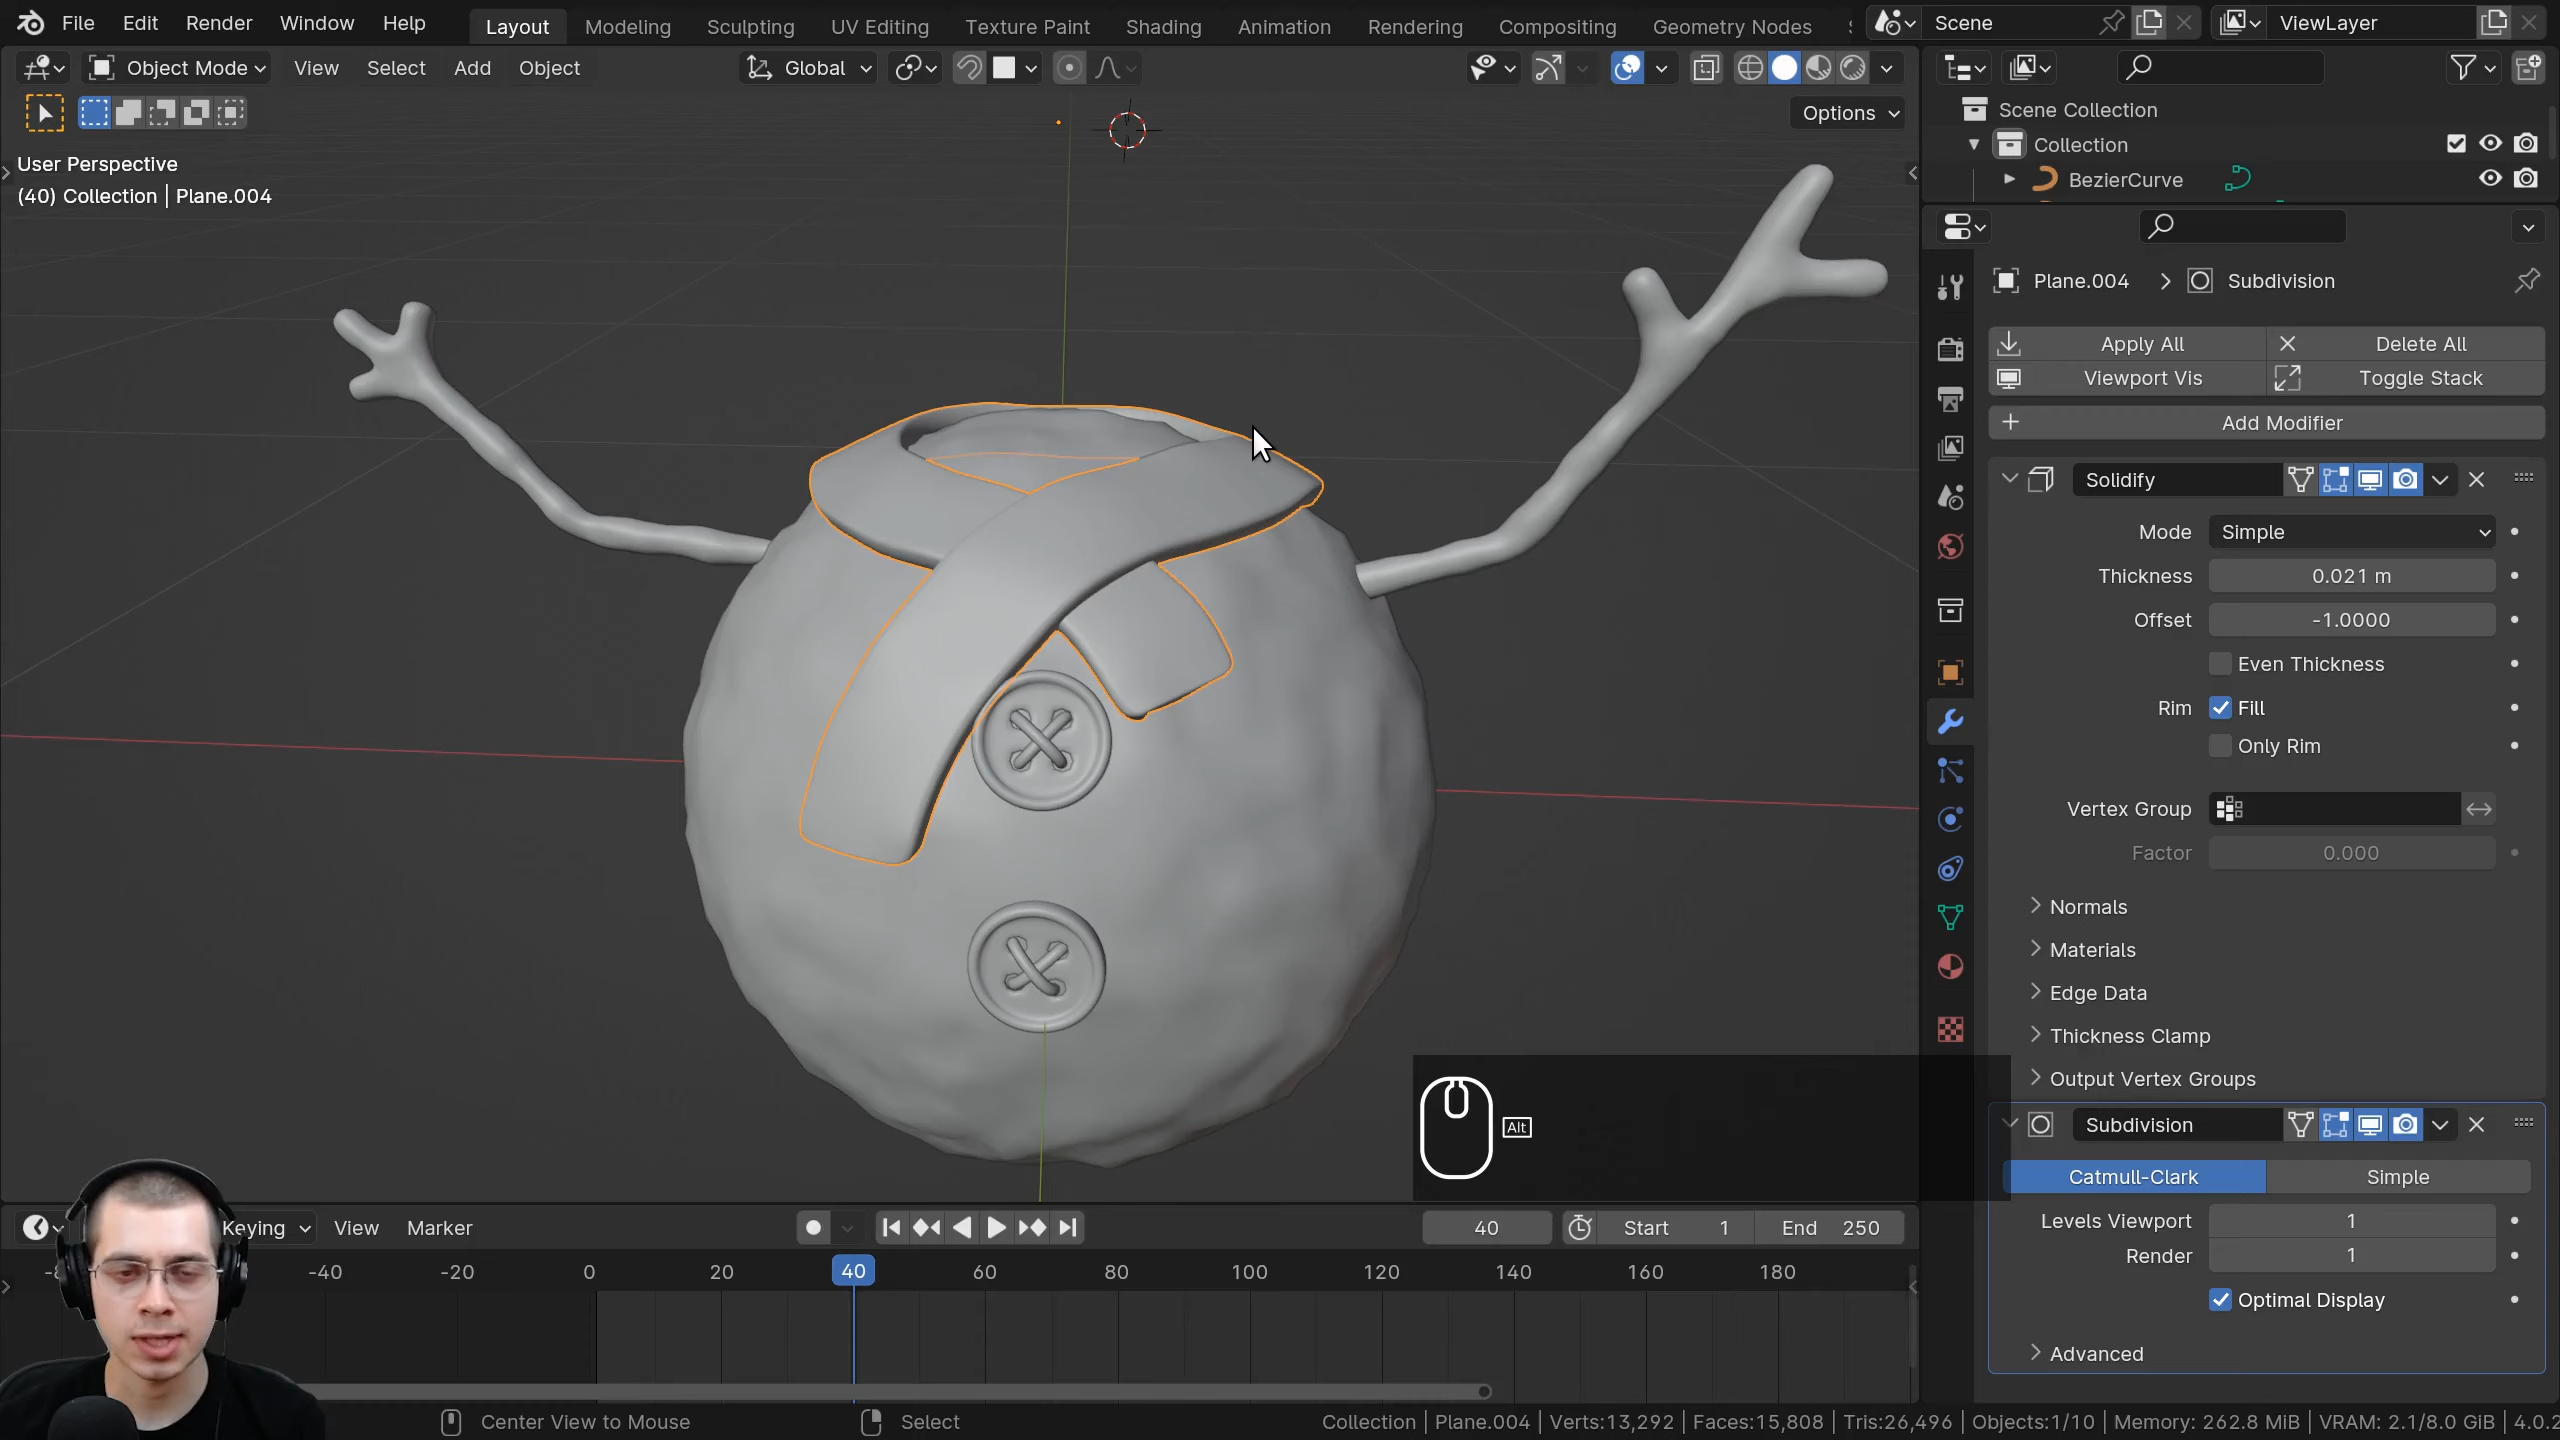 File Edit Render Window Help Layout Modeling Sculpting UV Editing Texture Paint Shading Animation Rendering Compositing Geometry Nodes Scene ViewLayer
Object Mode View Select Add Object Global
Options
User Perspective
(40) Collection | Plane.004
Scene Collection
Collection
BezierCurve
Plane.004 Subdivision
Apply All Delete All
Viewport Vis Toggle Stack
Add Modifier
Solidify
Mode Simple
Thickness 0.021 m
Offset -1.0000
Even Thickness
Rim Fill
Only Rim
Vertex Group
Factor 0.000
Normals
Materials
Edge Data
Thickness Clamp
Output Vertex Groups
Alt
Subdivision
Catmull-Clark Simple
Levels Viewport 1
Render 1
Optimal Display
Advanced
Keying View Marker 40 Start 1 End 250
-40 -20 0 20 40 60 80 100 120 140 160 180
Center View to Mouse Select Collection | Plane.004 | Verts:13,292 | Faces:15,808 | Tris:26,496 | Objects:1/10 | Memory: 262.8 MiB | VRAM: 2.1/8.0 GiB | 4.0.2